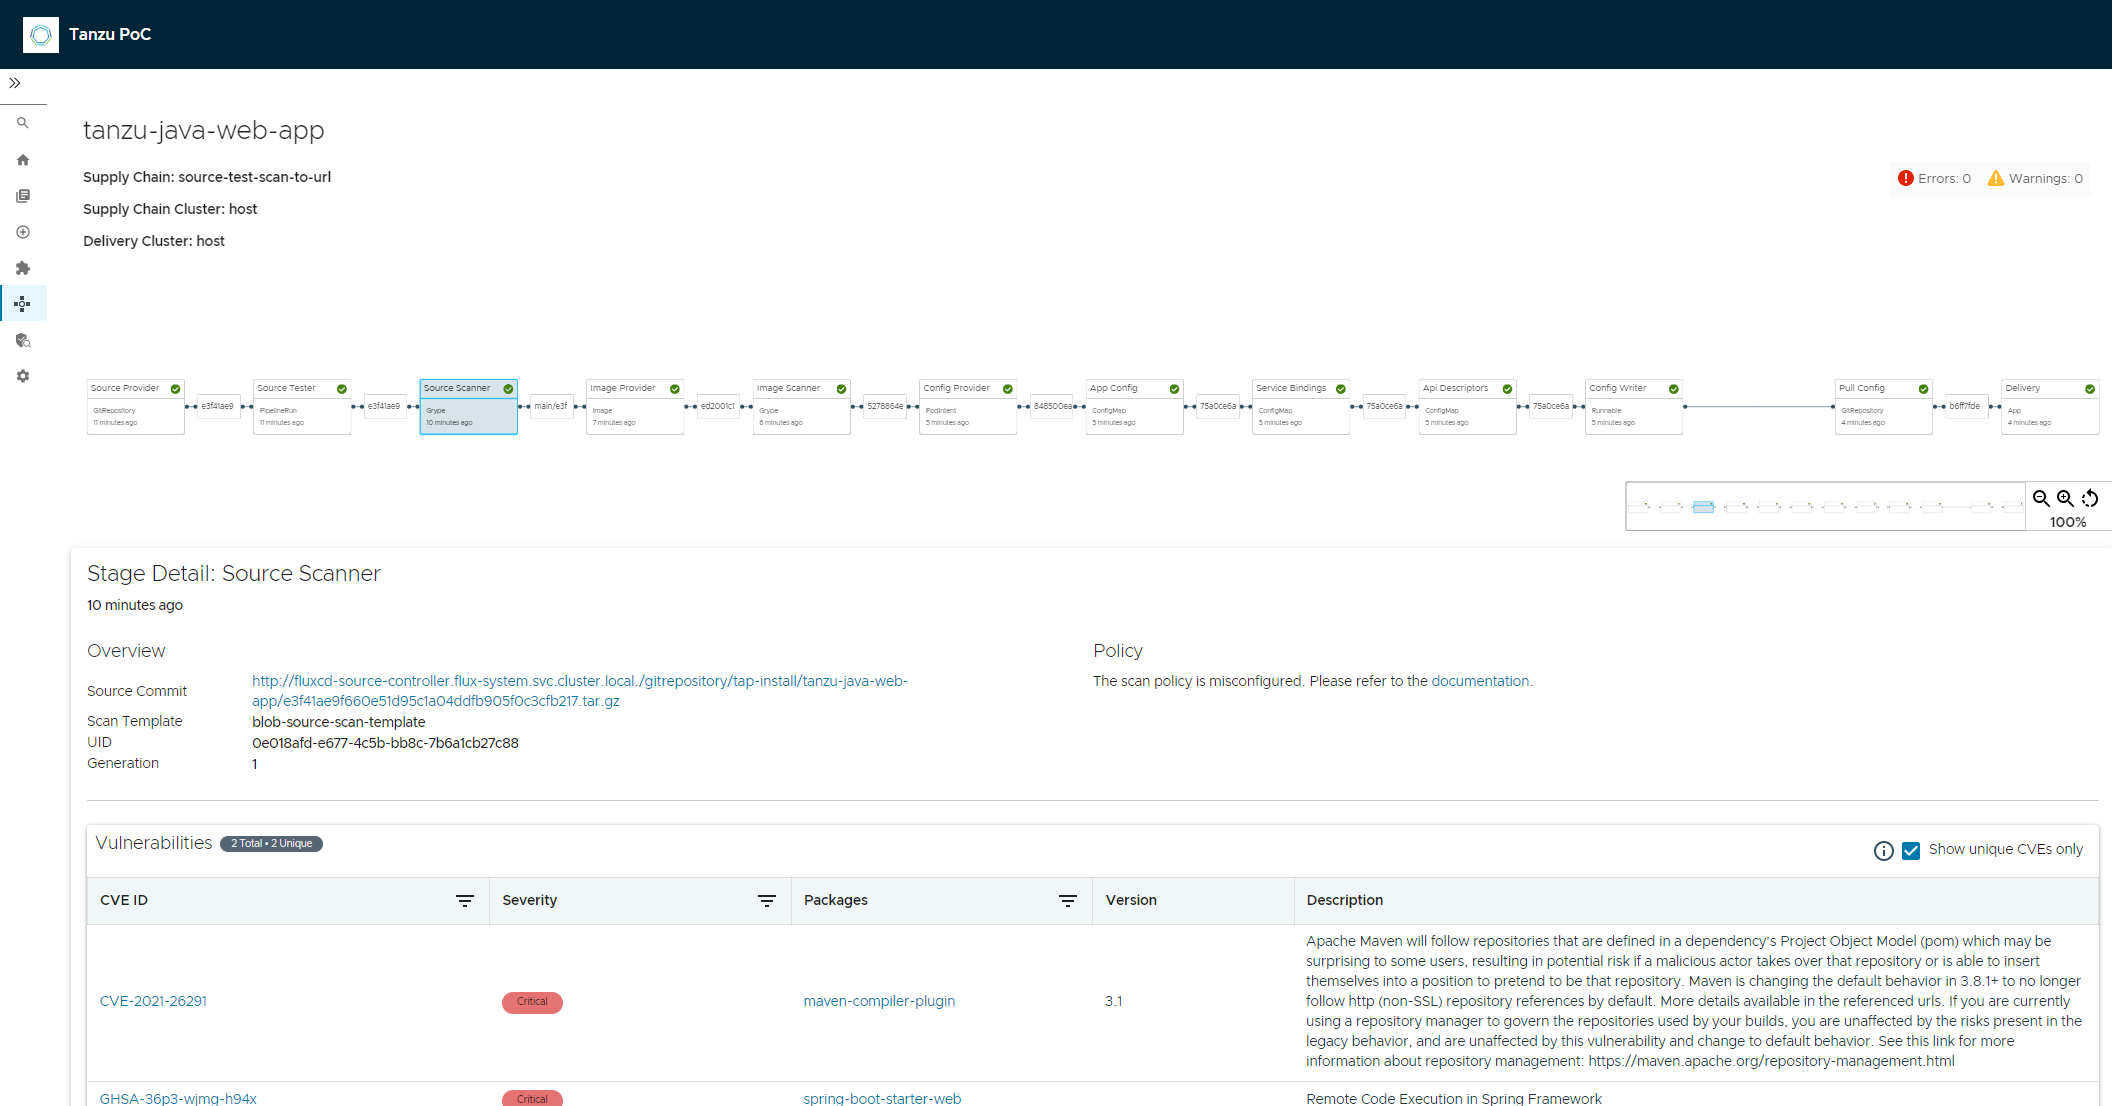 Tanzu PoC
tanzu-java-web-app
Supply Chain: source-test-scan-to-url
Supply Chain Cluster: host
Delivery Cluster: host
Errors: 0
Warnings: 0
Source Provider
GitRepository
11 minutes ago
e3f41ae9
Source Tester
PipelineRun
11 minutes ago
e3f41ae9
Source Scanner
Grype
10 minutes ago
main/e3f
Image Provider
Image
7 minutes ago
ed2001c1
Image Scanner
Grype
6 minutes ago
5278864e
Config Provider
PodIntent
5 minutes ago
848500ea
App Config
ConfigMap
5 minutes ago
75a0ce6a
Service Bindings
ConfigMap
5 minutes ago
75a0ce6a
Api Descriptors
ConfigMap
5 minutes ago
75a0ce6a
Config Writer
Runnable
5 minutes ago
Pull Config
GitRepository
4 minutes ago
b6ff7fde
Delivery
App
4 minutes ago
100%
Stage Detail: Source Scanner
10 minutes ago
Overview
Source Commit
http://fluxcd-source-controller.flux-system.svc.cluster.local./gitrepository/tap-install/tanzu-java-web-
app/e3f41ae9f660e51d95c1a04ddfb905f0c3cfb217.tar.gz
Scan Template
blob-source-scan-template
UID
0e018afd-e677-4c5b-bb8c-7b6a1cb27c88
Generation
1
Policy
The scan policy is misconfigured. Please refer to the documentation.
Vulnerabilities
2 Total • 2 Unique
Show unique CVEs only
CVE ID
Severity
Packages
Version
Description
CVE-2021-26291
Critical
maven-compiler-plugin
3.1
Apache Maven will follow repositories that are defined in a dependency's Project Object Model (pom) which may be
surprising to some users, resulting in potential risk if a malicious actor takes over that repository or is able to insert
themselves into a position to pretend to be that repository. Maven is changing the default behavior in 3.8.1+ to no longer
follow http (non-SSL) repository references by default. More details available in the referenced urls. If you are currently
using a repository manager to govern the repositories used by your builds, you are unaffected by the risks present in the
legacy behavior, and are unaffected by this vulnerability and change to default behavior. See this link for more
information about repository management: https://maven.apache.org/repository-management.html
GHSA-36p3-wjmg-h94x
Critical
spring-boot-starter-web
Remote Code Execution in Spring Framework